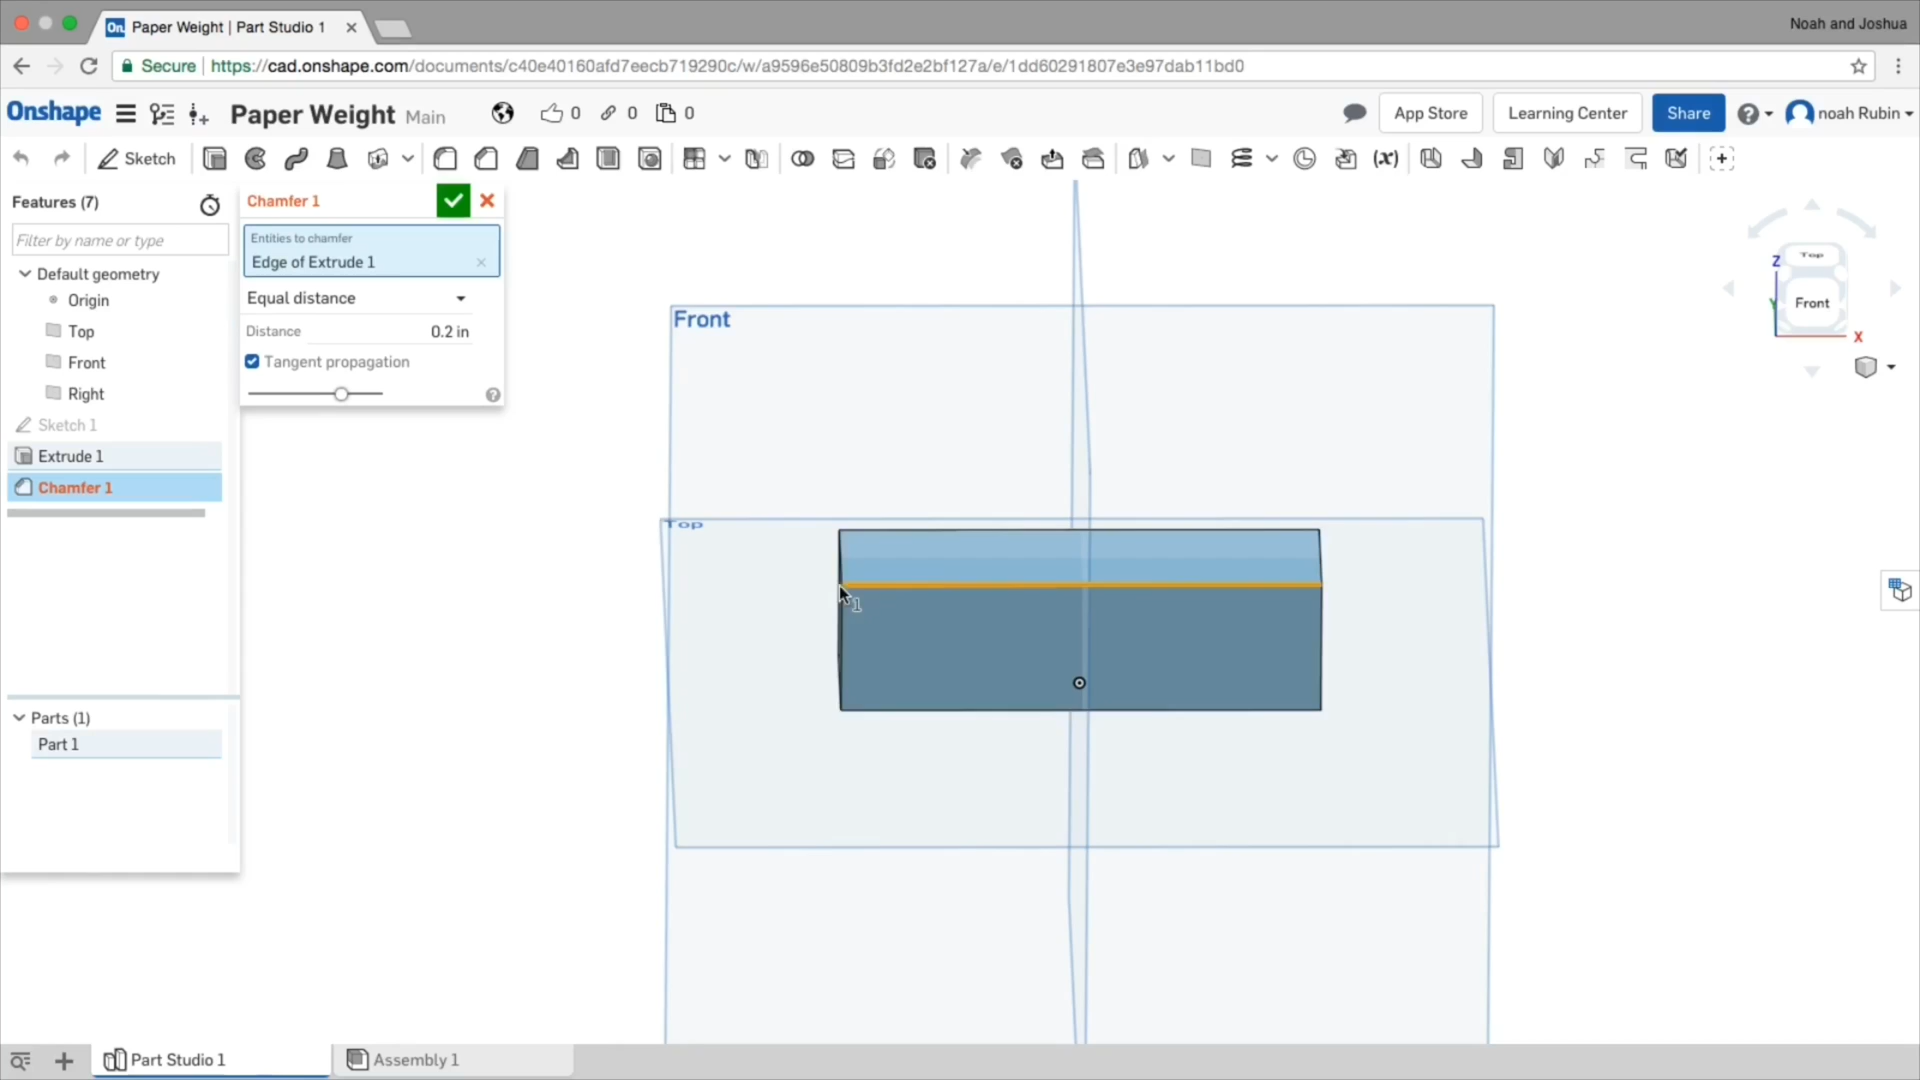 Paper Weight | Part Studio 1
Noah and Joshua
Secure
https://cad.onshape.com/documents/c40e40160afd7eecb719290c/w/a9596e50809b3fd2e2bf127a/e/1dd60291807e3e97dab11bd0
Onshape
Paper Weight Main
0
0
0
App Store
Learning Center
Share
noah Rubin
Sketch
(x)
Features (7)
Filter by name or type
Default geometry
Origin
Top
Front
Right
Sketch 1
Extrude 1
Chamfer 1
Parts (1)
Part 1
Chamfer 1
Entities to chamfer
Edge of Extrude 1
Equal distance
Distance 0.2 in
Tangent propagation
Front
Top
1
Top
Z
Front
Y
X
Part Studio 1
Assembly 1